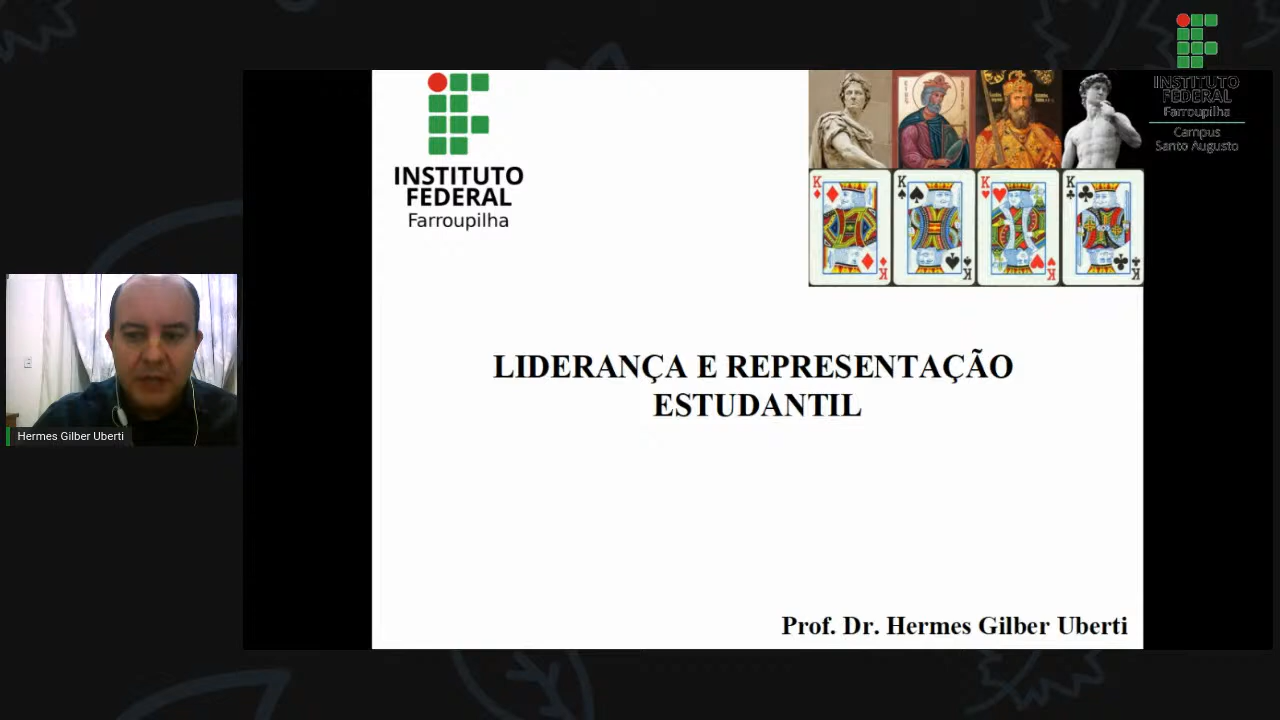 INSTITUTO
FEDERAL
Farroupilha
Campus
Santo Augusto
INSTITUTO
FEDERAL
Farroupilha
K
K
K
K
K
K
K
K
LIDERANÇA E REPRESENTAÇÃO
ESTUDANTIL
Hermes Gilber Uberti
Prof. Dr. Hermes Gilber Uberti